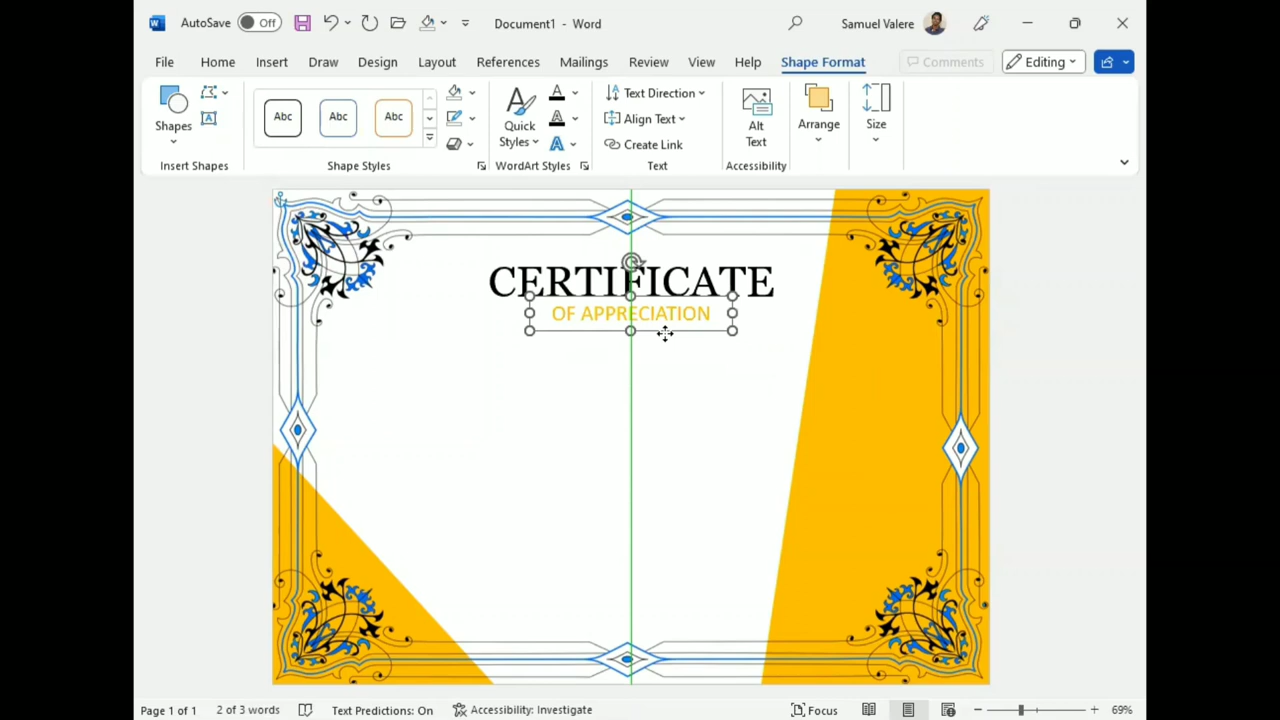 AutoSave Off Document1 - Word Samuel Valere
File Home Insert Draw Design Layout References Mailings Review View Help Shape Format Comments Editing
Shapes
Insert Shapes
Abc Abc Abc
Shape Styles
Quick
Styles
WordArt Styles
Text Direction
Align Text
Create Link
Text
Alt
Text
Accessibility
Arrange
Size
CERTIFICATE
OF APPRECIATION
Page 1 of 1 2 of 3 words Text Predictions: On Accessibility: Investigate Focus 69%